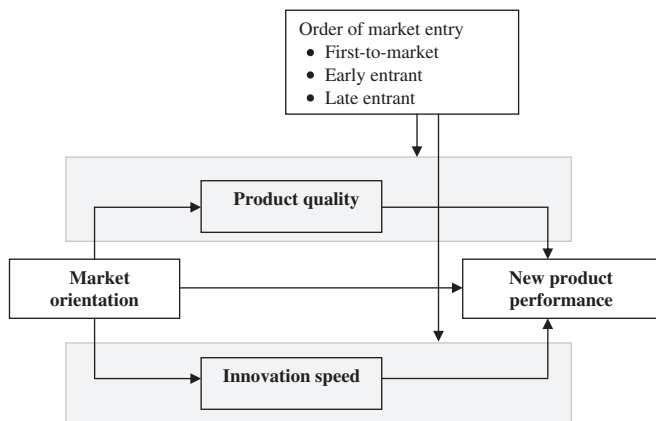 Order of market entry
• First-to-market
• Early entrant
• Late entrant
Product quality
Market
orientation
New product
performance
Innovation speed